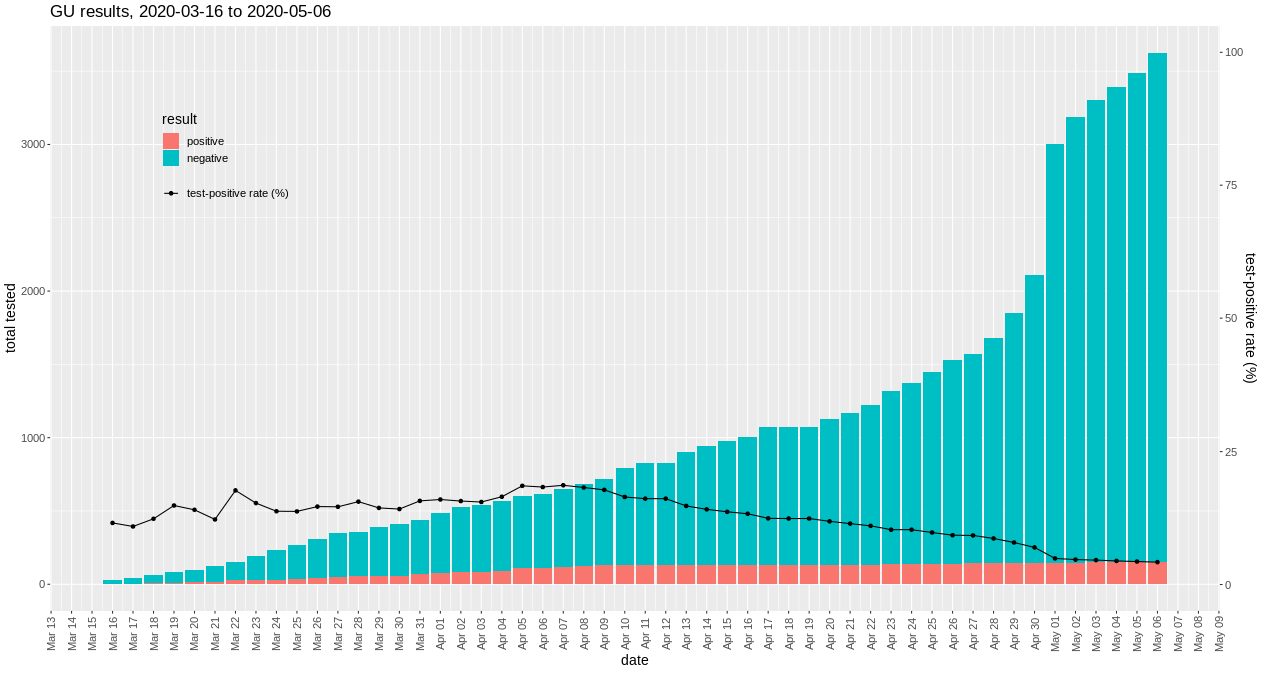 GU results, 2020-03-16 to 2020-05-06
total tested
3000
2000
1000
0
result
positive
negative
test-positive rate (%)
100
75
50
25
0
test-positive rate (%)
Mar 13
Mar 14
Mar 15
Mar 16
Mar 17
Mar 18
Mar 19
Mar 20
Mar 21
Mar 22
Mar 23
Mar 24
Mar 25
Mar 26
Mar 27
Mar 28
Mar 29
Mar 30
Mar 31
Apr 01
Apr 02
Apr 03
Apr 04
Apr 05
Apr 06
Apr 07
Apr 08
Apr 09
Apr 10
Apr 11
Apr 12
Apr 13
Apr 14
Apr 15
Apr 16
Apr 17
Apr 18
Apr 19
Apr 20
Apr 21
Apr 22
Apr 23
Apr 24
Apr 25
Apr 26
Apr 27
Apr 28
Apr 29
Apr 30
May 01
May 02
May 03
May 04
May 05
May 06
May 07
May 08
May 09
date